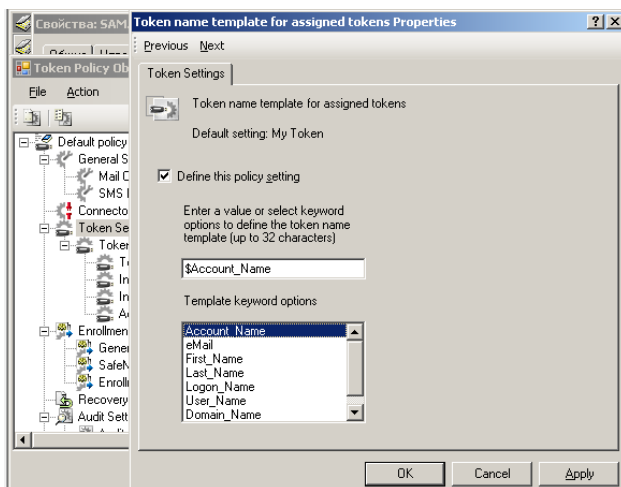 Свойства: SAM
Token name template for assigned tokens Properties
Previous Next
Token Policy Ob
File Action
Token Settings
Token name template for assigned tokens
Default setting: My Token
Define this policy setting
Enter a value or select keyword
options to define the token name
template (up to 32 characters)
$Account_Name
Template keyword options
Account_Name
eMail
First_Name
Last_Name
Logon_Name
User_Name
Domain_Name
Default policy
General S
Mail C
SMS
Connecto
Token Se
Token
T
In
In
A
Enrollmen
Gener
SafeN
Enroll
Recovery
Audit Sett
OK Cancel Apply